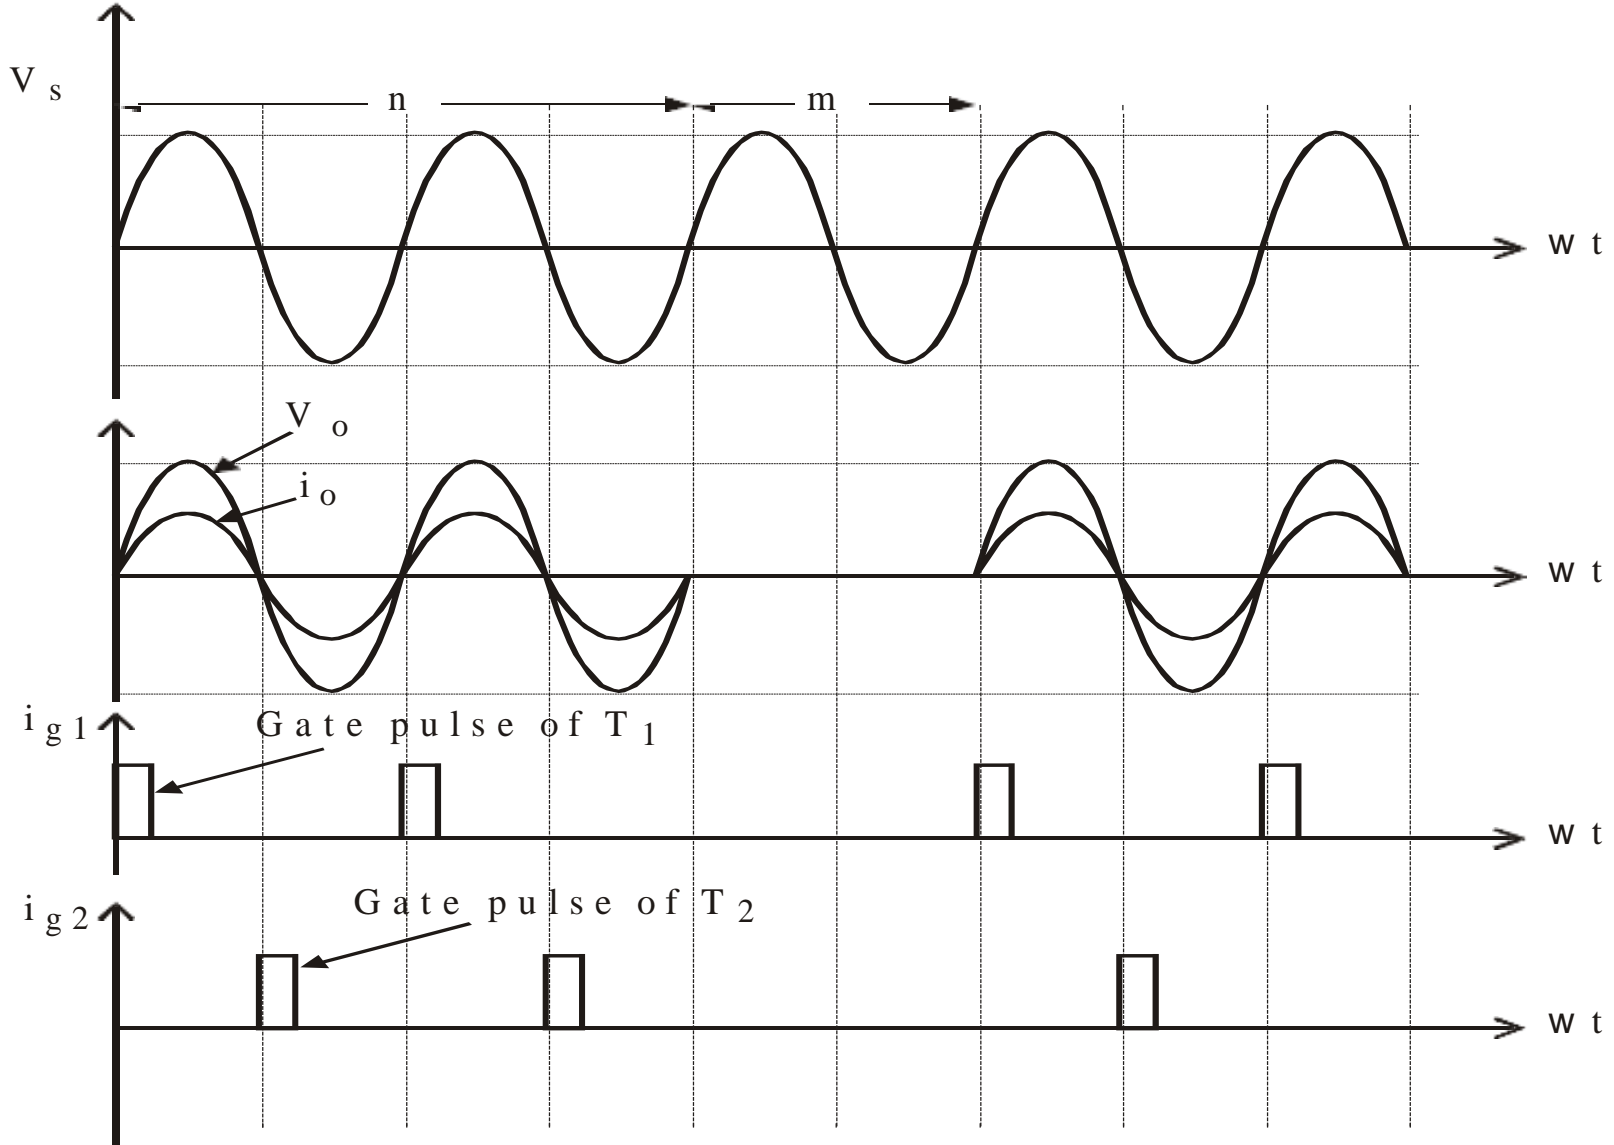 V s
n
m
w t
V o
i o
w t
i g 1
Gate pulse of T 1
w t
i g 2
Gate pulse of T 2
w t